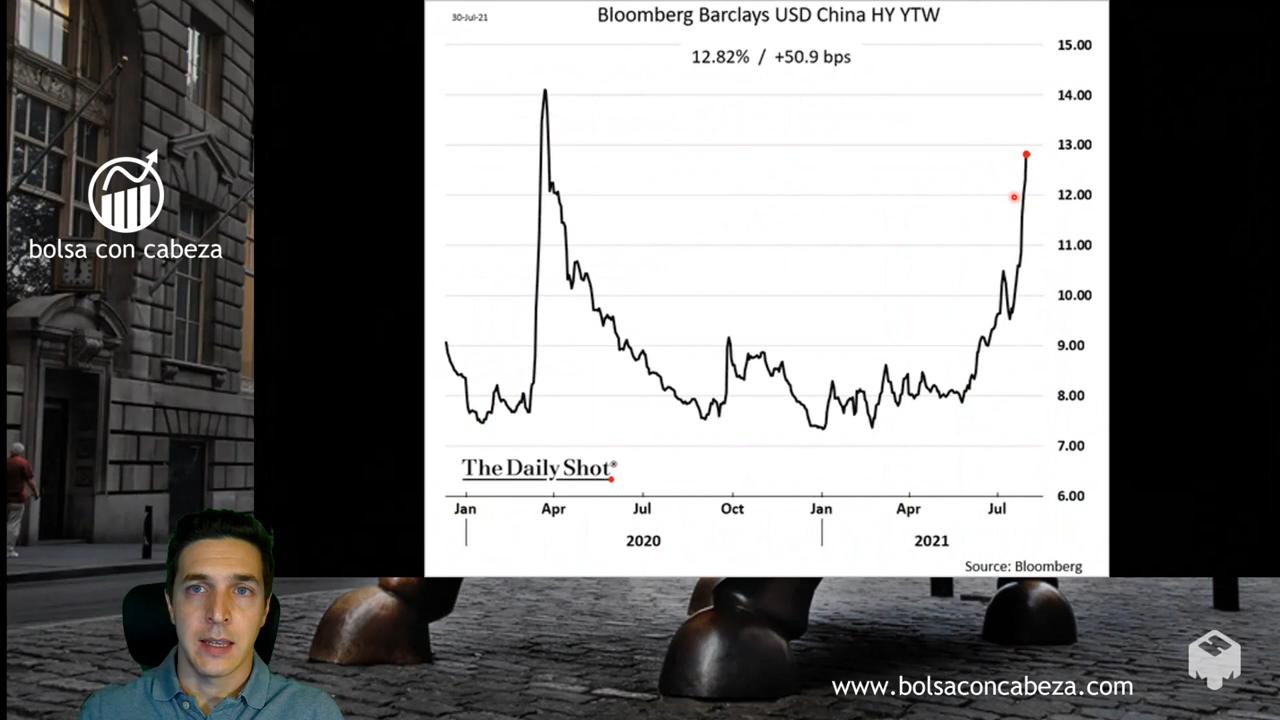 bolsa con cabeza
30-Jul-21
Bloomberg Barclays USD China HY YTW
12.82% / +50.9 bps
15.00
14.00
13.00
12.00
11.00
10.00
9.00
8.00
7.00
6.00
The Daily Shot®
Jan Apr Jul Oct Jan Apr Jul
2020 2021
Source: Bloomberg
www.bolsaconcabeza.com